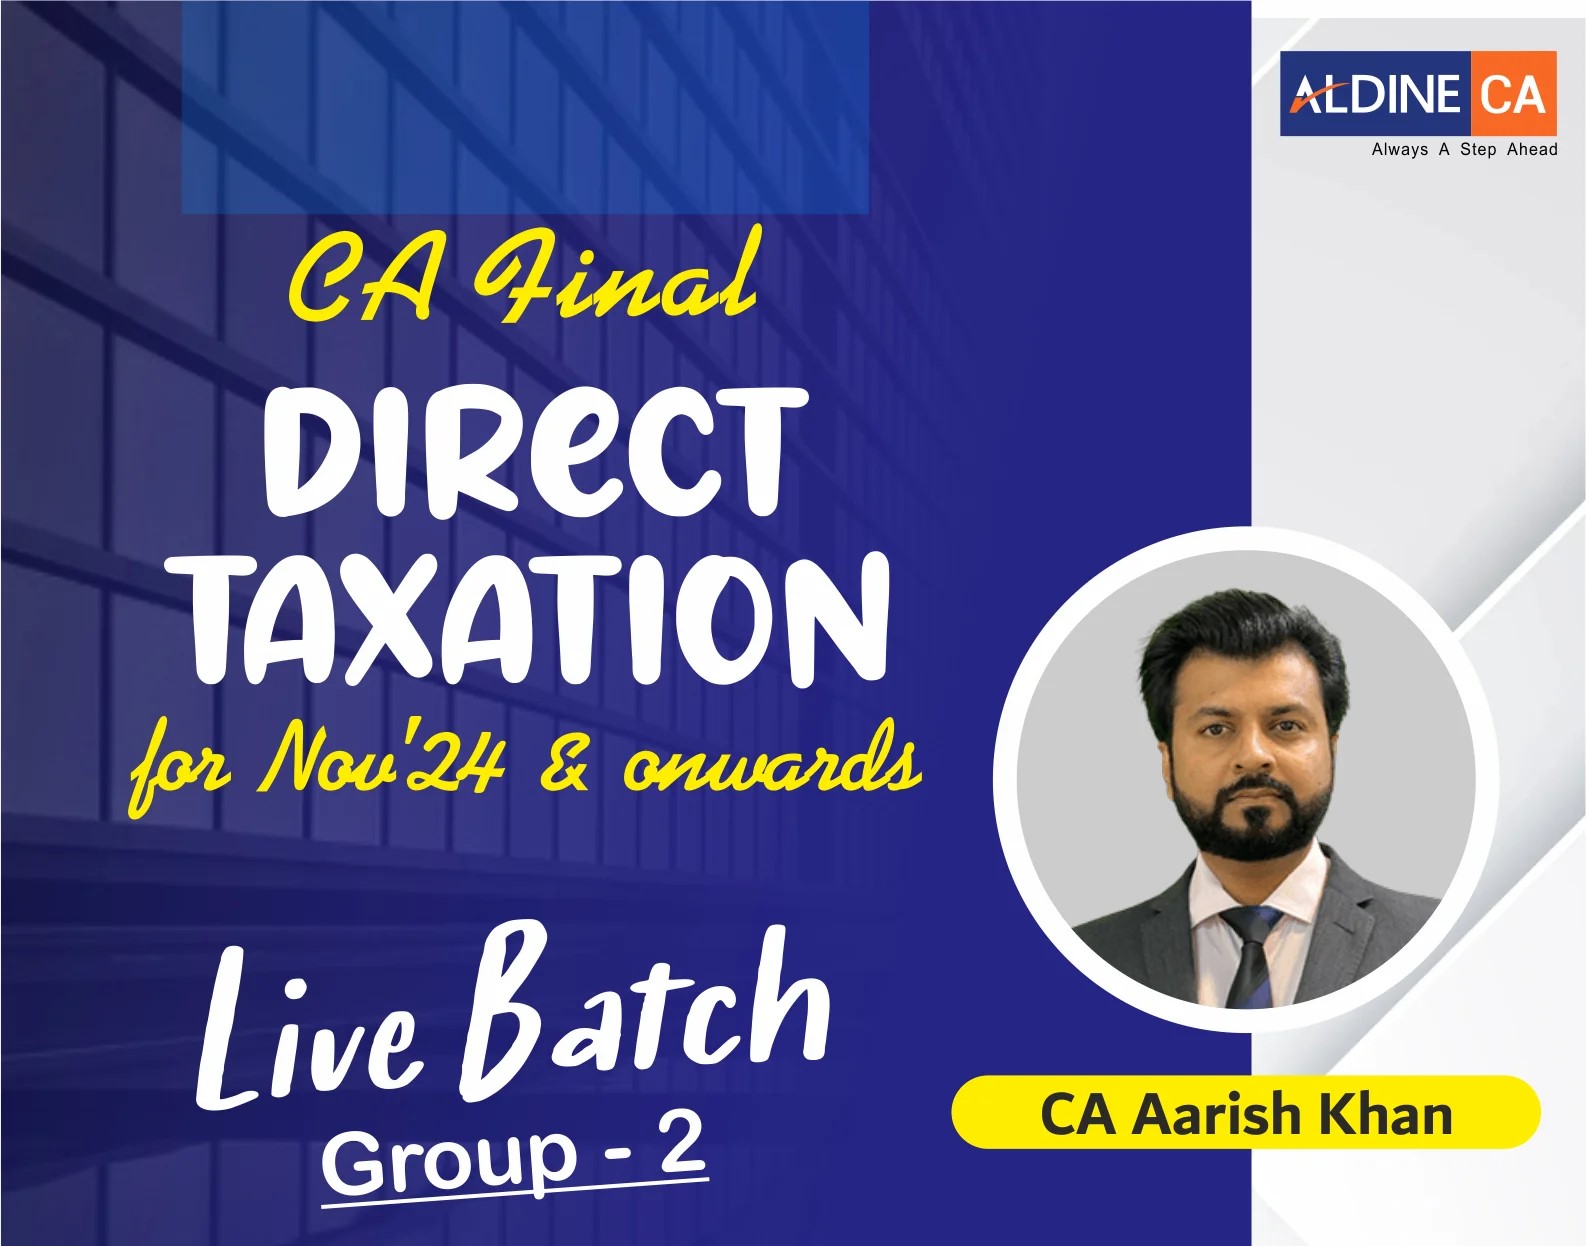 ALDINE CA
Always A Step Ahead
CA Final
DIRECT
TAXATION
for Nov'24 & onwards
Live Batch
Group - 2
CA Aarish Khan